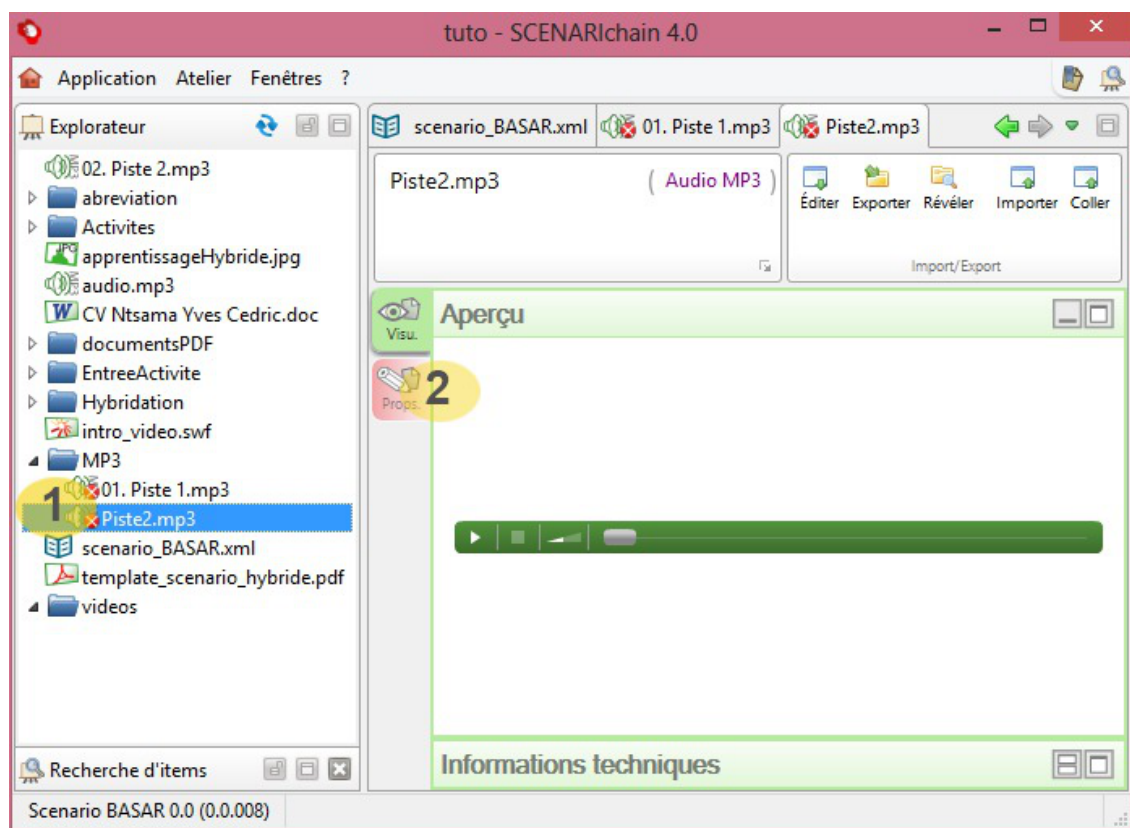 tuto - SCENARIchain 4.0
Application Atelier Fenêtres ?
Explorateur
scenario_BASAR.xml
01. Piste 1.mp3
Piste2.mp3
02. Piste 2.mp3
abreviation
Activites
JPG
apprentissageHybride.jpg
audio.mp3
W
CV Ntsama Yves Cedric.doc
documentsPDF
EntreeActivite
Hybridation
intro_video.swf
MP3
01. Piste 1.mp3
1
Piste2.mp3
scenario_BASAR.xml
template_scenario_hybride.pdf
videos
Recherche d'items
Piste2.mp3 ( Audio MP3 )
Éditer Exporter Révéler Importer Coller
Import/Export
Visu.
Aperçu
Props.
2
Informations techniques
Scenario BASAR 0.0 (0.0.008)